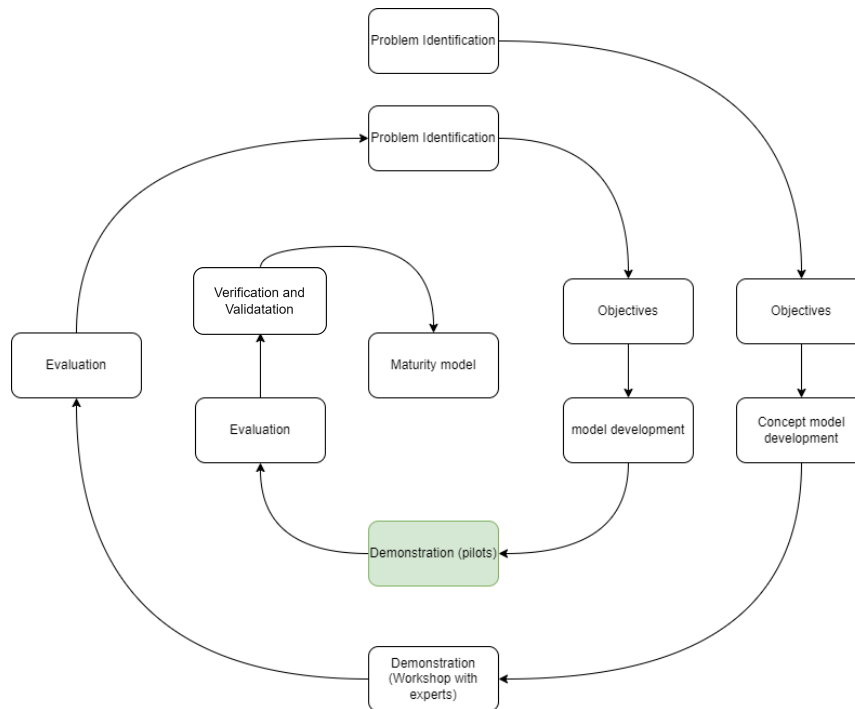 Problem Identification
Problem Identification
Verification and
Validatation
Objectives
Objectives
Evaluation
Maturity model
Evaluation
model development
Concept model
development
Demonstration (pilots)
Demonstration
(Workshop with
experts)